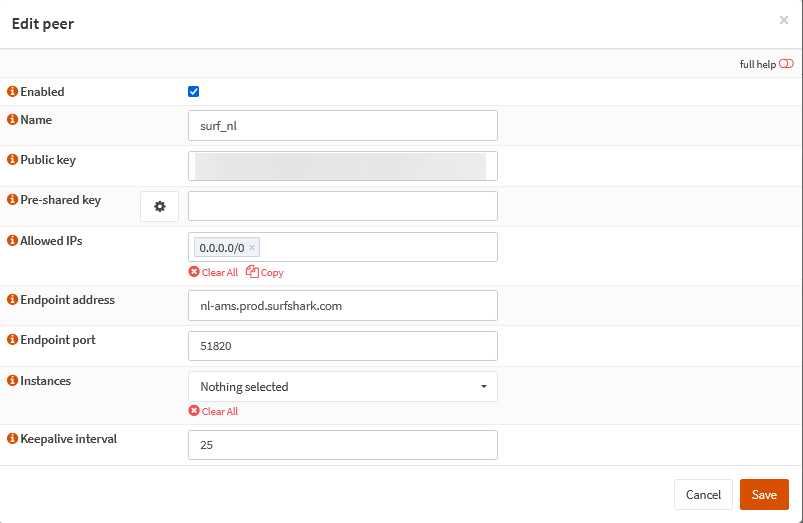 Edit peer ×
full help
Enabled
Name surf_nl
Public key
Pre-shared key
Allowed IPs 0.0.0.0/0 ×
Clear All Copy
Endpoint address nl-ams.prod.surfshark.com
Endpoint port 51820
Instances Nothing selected
Clear All
Keepalive interval 25
Cancel Save